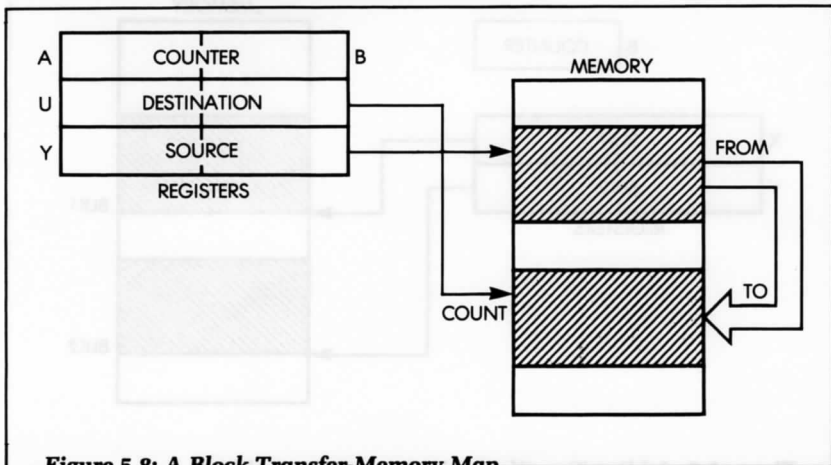 A COUNTER B
U DESTINATION
Y SOURCE
REGISTERS
MEMORY
FROM
TO
COUNT
Figure 5.8: A Block Transfer Memory Map